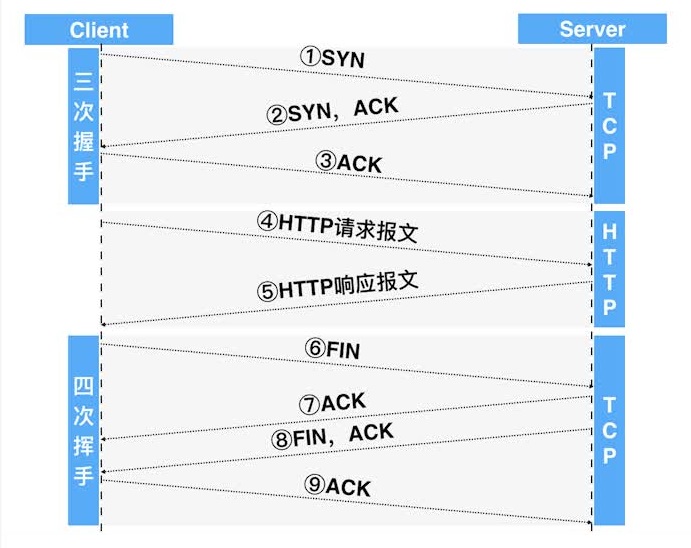 Client
Server
三次握手
①SYN
②SYN，ACK
③ACK
TCP
④HTTP请求报文
⑤HTTP响应报文
HTTP
四次挥手
⑥FIN
⑦ACK
⑧FIN，ACK
⑨ACK
TCP